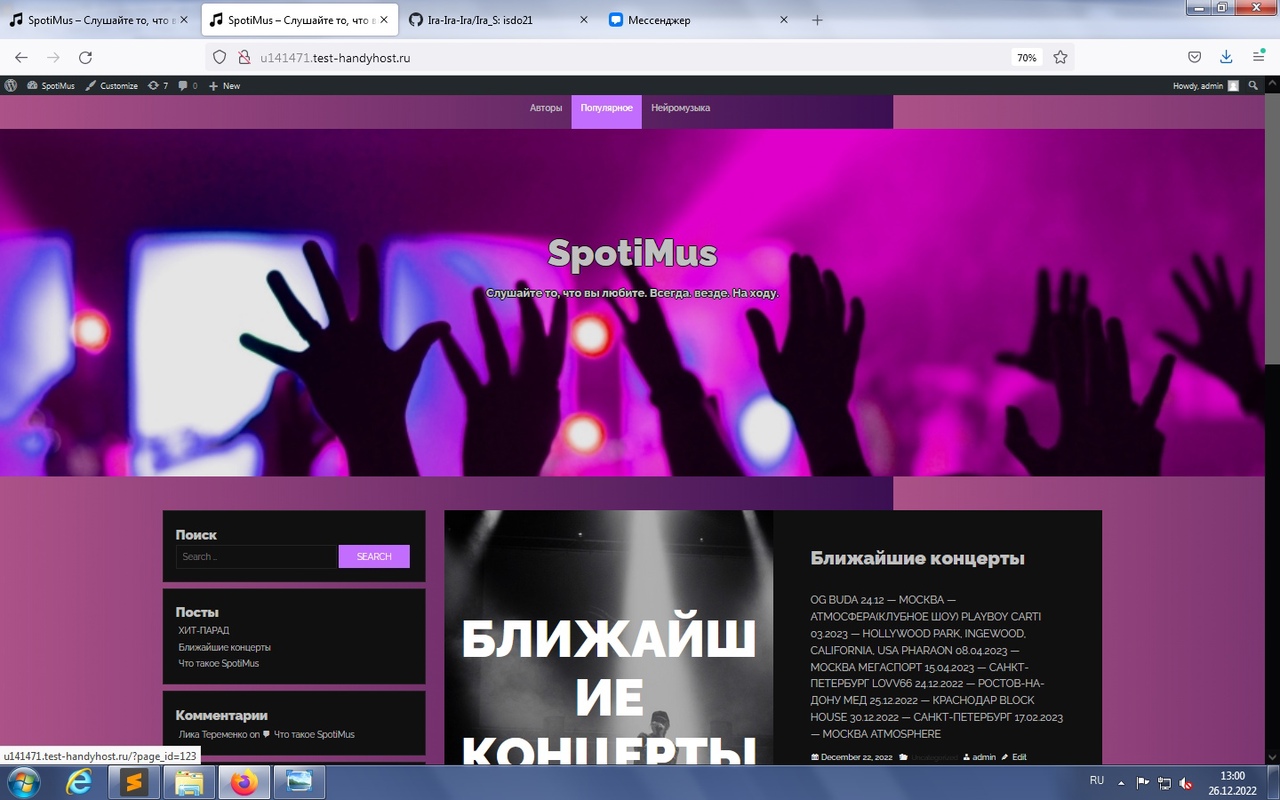 SpotiMus – Слушайте то, что в
SpotiMus – Слушайте то, что в
Ira-Ira-Ira/Ira_S: isdo21
Мессенджер
u141471.test-handyhost.ru
70%
SpotiMus
Customize
7
0
New
Howdy, admin
Авторы
Популярное
Нейромузыка
SpotiMus
Слушайте то, что вы любите. Всегда. везде. На ходу.
Поиск
Search ..
SEARCH
Посты
ХИТ-ПАРАД
Ближайшие концерты
Что такое SpotiMus
Комментарии
Лика Теременко on Что такое SpotiMus
БЛИЖАЙШ
ИЕ
КОНЦЕРТЫ
Ближайшие концерты
OG BUDA 24.12 — МОСКВА —
АТМОСФЕРА(КЛУБНОЕ ШОУ) PLAYBOY CARTI
03.2023 — HOLLYWOOD PARK, INGEWOOD,
CALIFORNIA, USA PHARAON 08.04.2023 —
МОСКВА МЕГАСПОРТ 15.04.2023 — САНКТ-
ПЕТЕРБУРГ LOVV66 24.12.2022 — РОСТОВ-НА-
ДОНУ МЕД 25.12.2022 — КРАСНОДАР BLOCK
HOUSE 30.12.2022 — САНКТ-ПЕТЕРБУРГ 17.02.2023
— МОСКВА ATMOSPHERE
December 22, 2022 Uncategorized admin Edit
u141471.test-handyhost.ru/?page_id=123
RU
13:00
26.12.2022